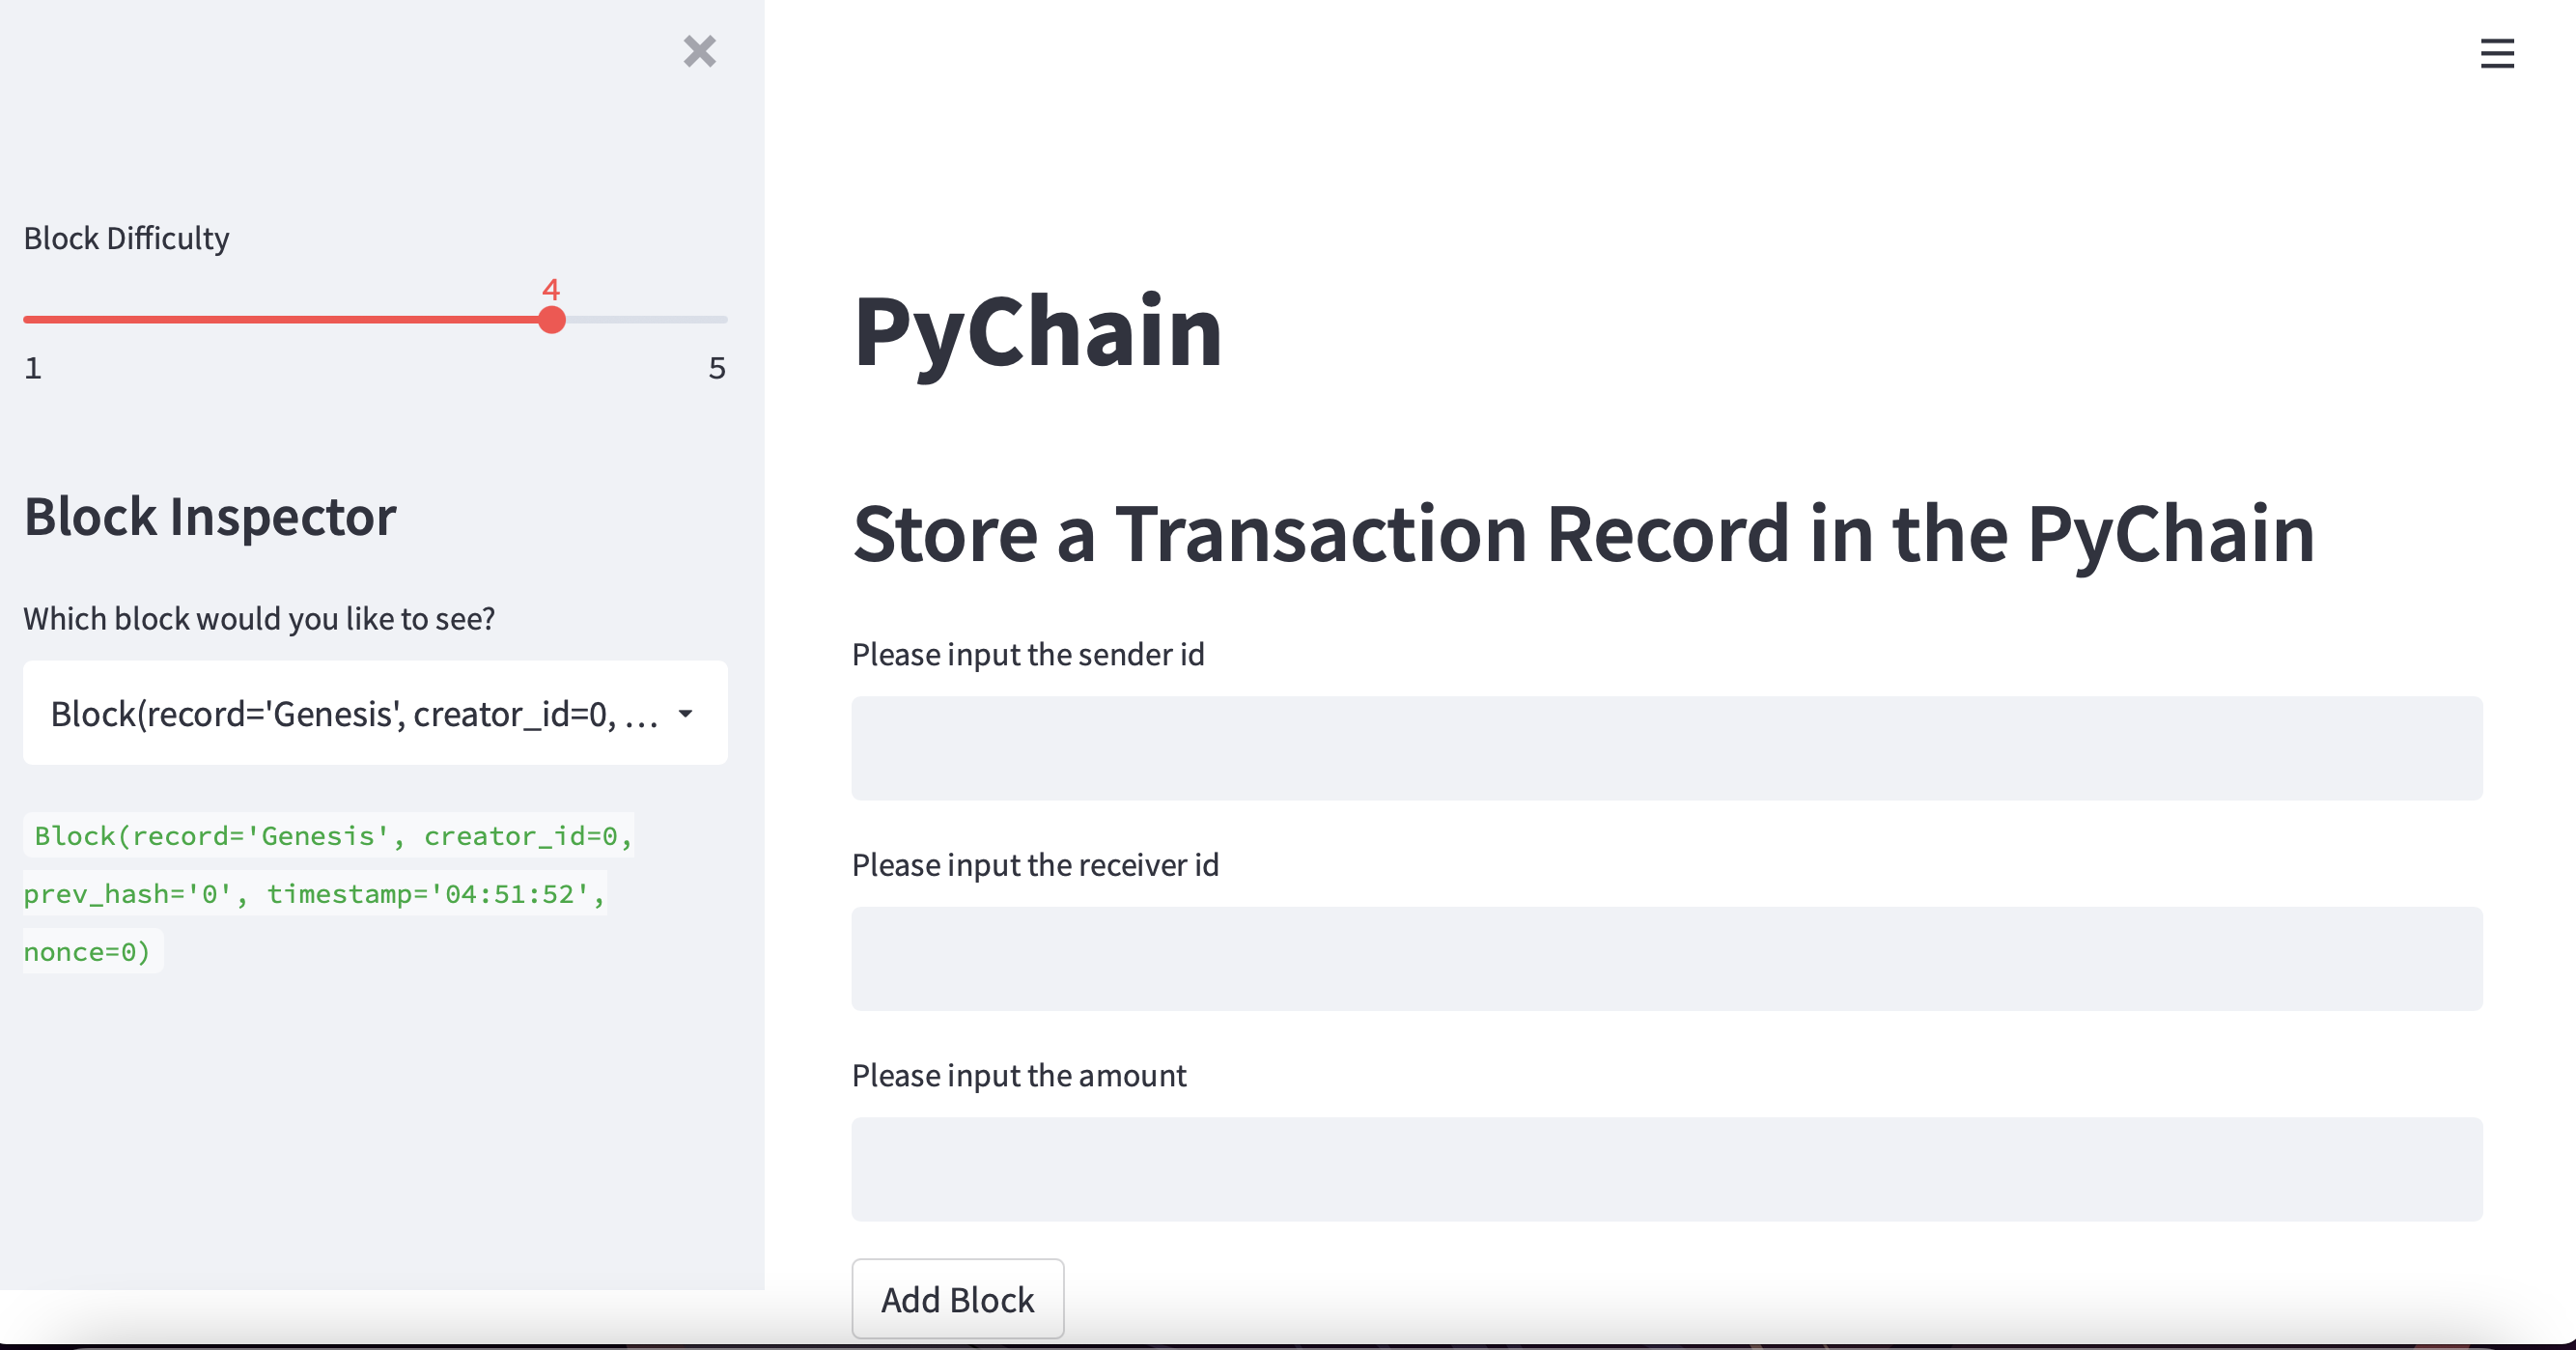 Block Difficulty
4
1
5
Block Inspector
Which block would you like to see?
Block(record='Genesis', creator_id=0, ...
Block(record='Genesis', creator_id=0,
prev_hash='0', timestamp='04:51:52',
nonce=0)
PyChain
Store a Transaction Record in the PyChain
Please input the sender id
Please input the receiver id
Please input the amount
Add Block